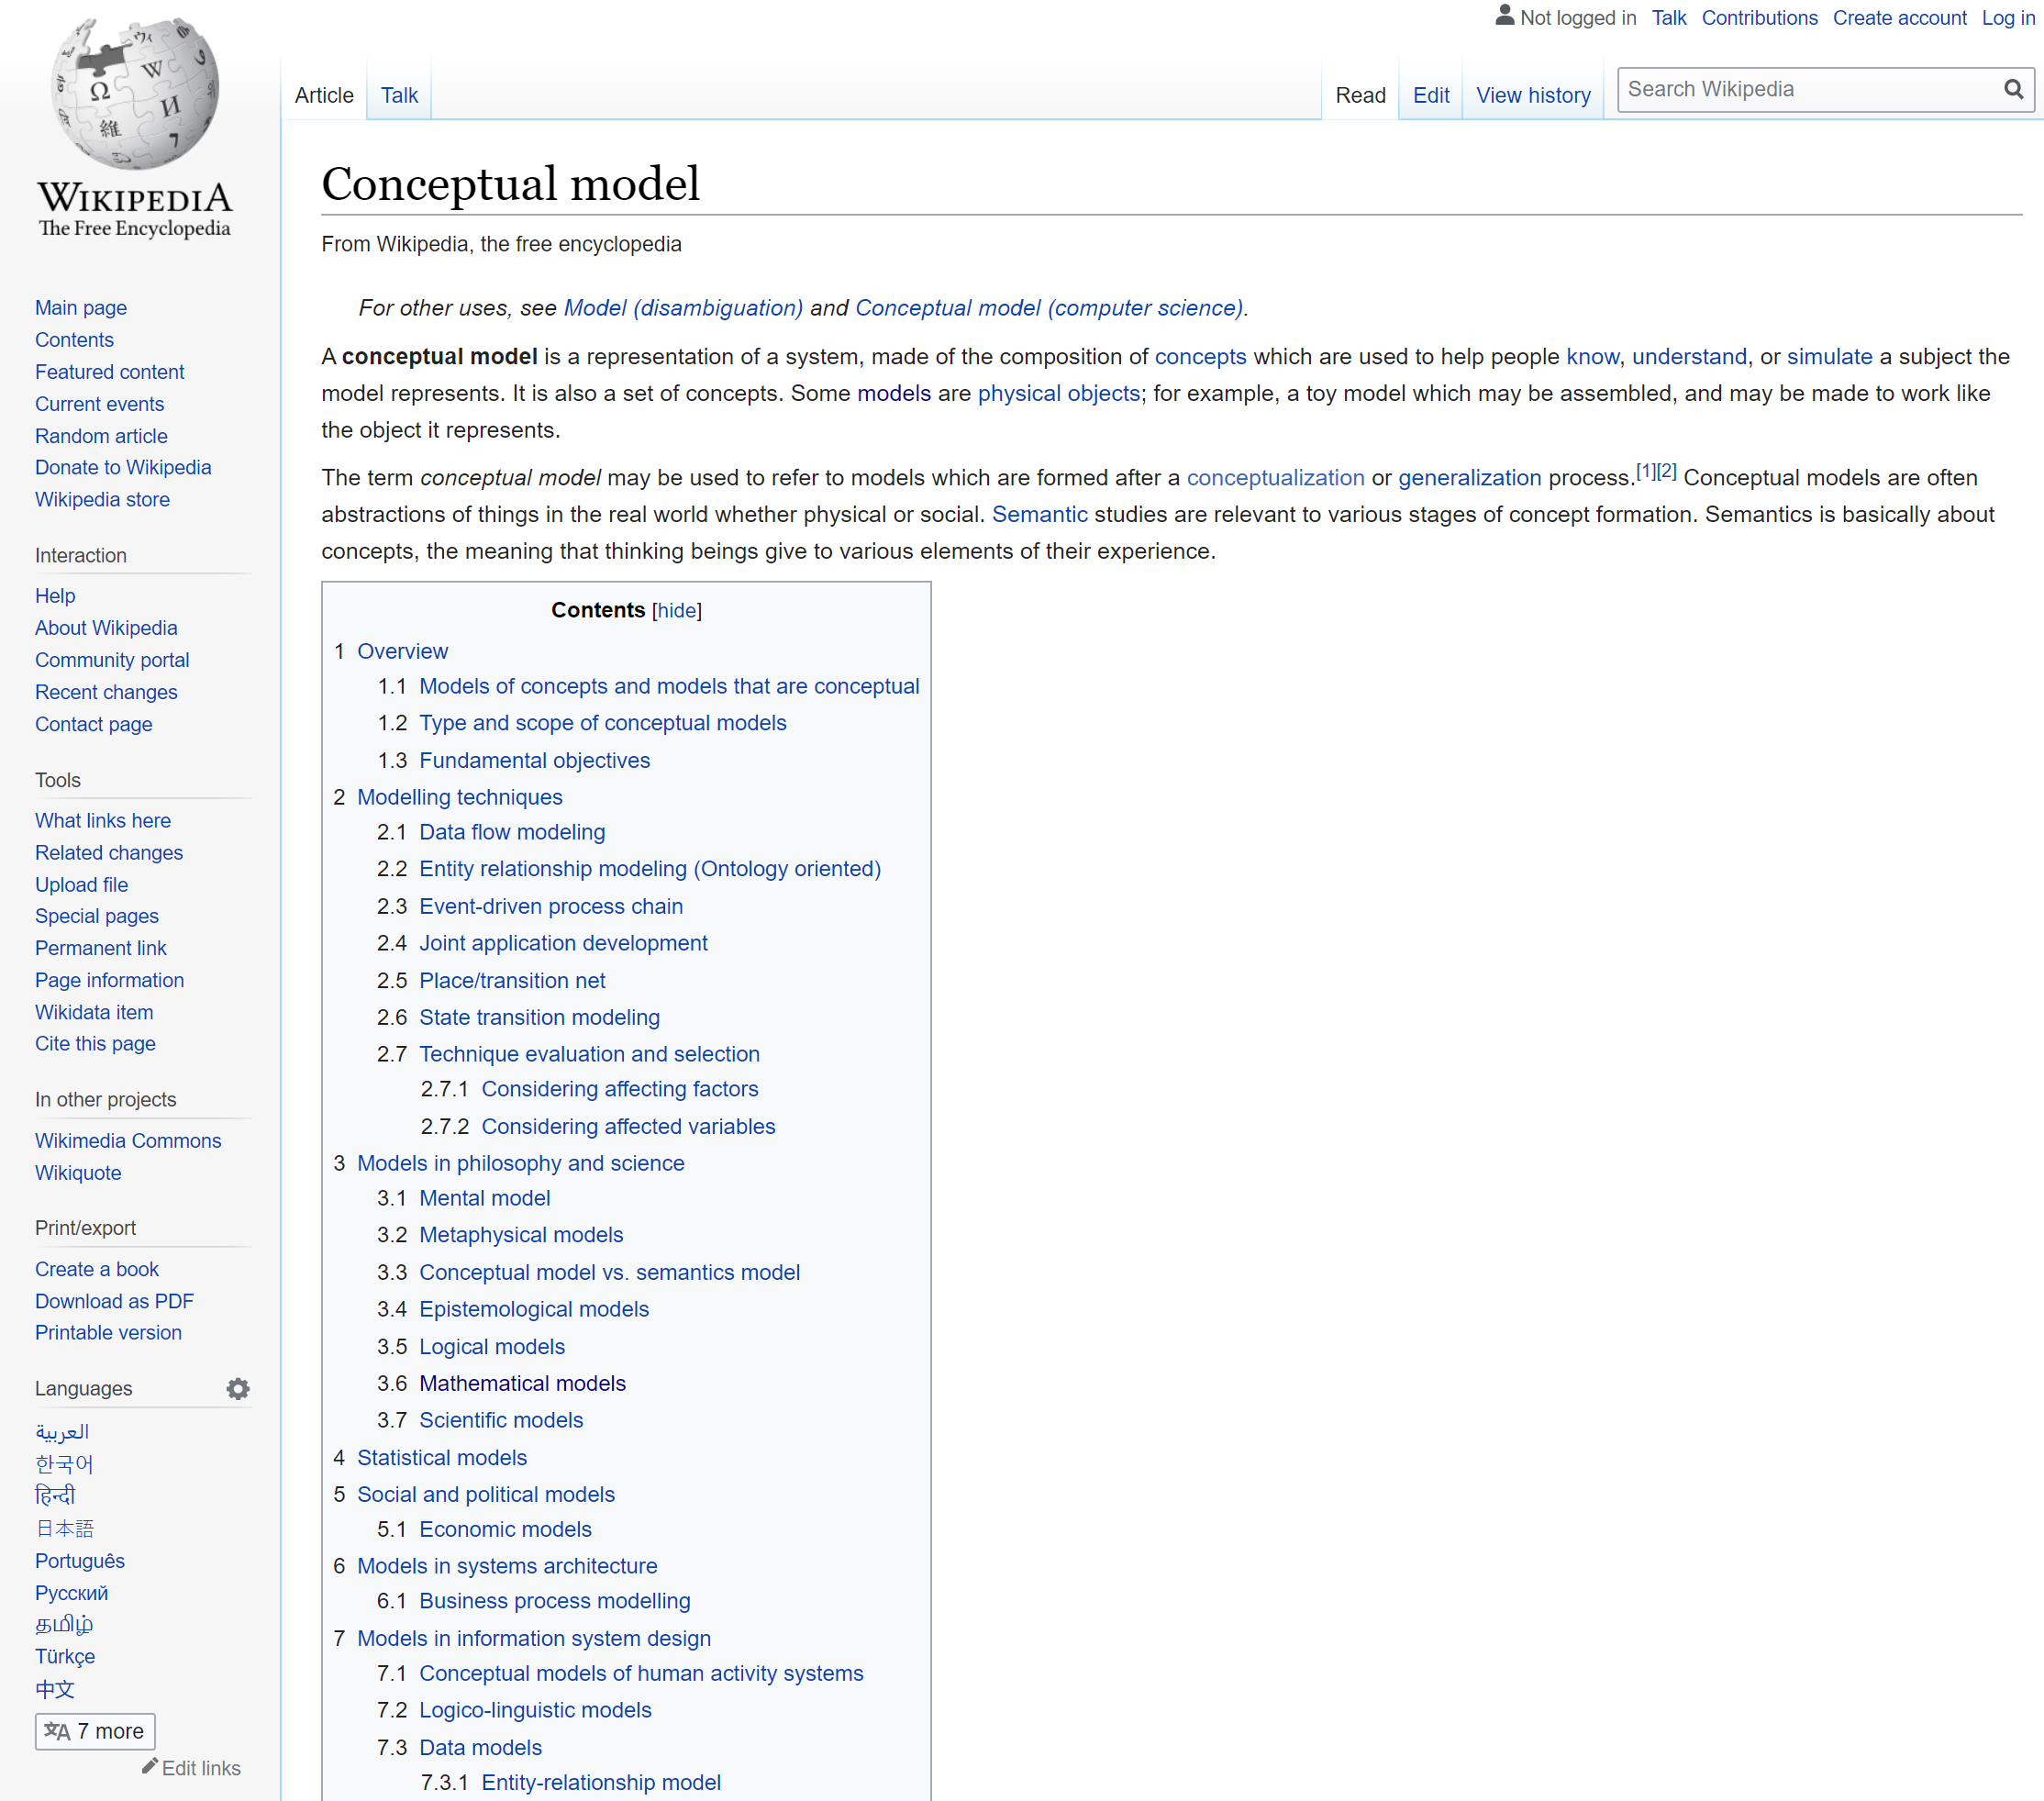 Not logged in Talk Contributions Create account Log in
Article Talk Read Edit View history Search Wikipedia
WIKIPEDIA
The Free Encyclopedia
Main page
Contents
Featured content
Current events
Random article
Donate to Wikipedia
Wikipedia store
Interaction
Help
About Wikipedia
Community portal
Recent changes
Contact page
Tools
What links here
Related changes
Upload file
Special pages
Permanent link
Page information
Wikidata item
Cite this page
In other projects
Wikimedia Commons
Wikiquote
Print/export
Create a book
Download as PDF
Printable version
Languages
العربية
한국어
हिन्दी
日本語
Português
Русский
தமிழ்
Türkçe
中文
7 more
Edit links
Conceptual model
From Wikipedia, the free encyclopedia
For other uses, see Model (disambiguation) and Conceptual model (computer science).
A conceptual model is a representation of a system, made of the composition of concepts which are used to help people know, understand, or simulate a subject the
model represents. It is also a set of concepts. Some models are physical objects; for example, a toy model which may be assembled, and may be made to work like
the object it represents.
The term conceptual model may be used to refer to models which are formed after a conceptualization or generalization process.[1][2] Conceptual models are often
abstractions of things in the real world whether physical or social. Semantic studies are relevant to various stages of concept formation. Semantics is basically about
concepts, the meaning that thinking beings give to various elements of their experience.
Contents [hide]
1 Overview
1.1 Models of concepts and models that are conceptual
1.2 Type and scope of conceptual models
1.3 Fundamental objectives
2 Modelling techniques
2.1 Data flow modeling
2.2 Entity relationship modeling (Ontology oriented)
2.3 Event-driven process chain
2.4 Joint application development
2.5 Place/transition net
2.6 State transition modeling
2.7 Technique evaluation and selection
2.7.1 Considering affecting factors
2.7.2 Considering affected variables
3 Models in philosophy and science
3.1 Mental model
3.2 Metaphysical models
3.3 Conceptual model vs. semantics model
3.4 Epistemological models
3.5 Logical models
3.6 Mathematical models
3.7 Scientific models
4 Statistical models
5 Social and political models
5.1 Economic models
6 Models in systems architecture
6.1 Business process modelling
7 Models in information system design
7.1 Conceptual models of human activity systems
7.2 Logico-linguistic models
7.3 Data models
7.3.1 Entity-relationship model